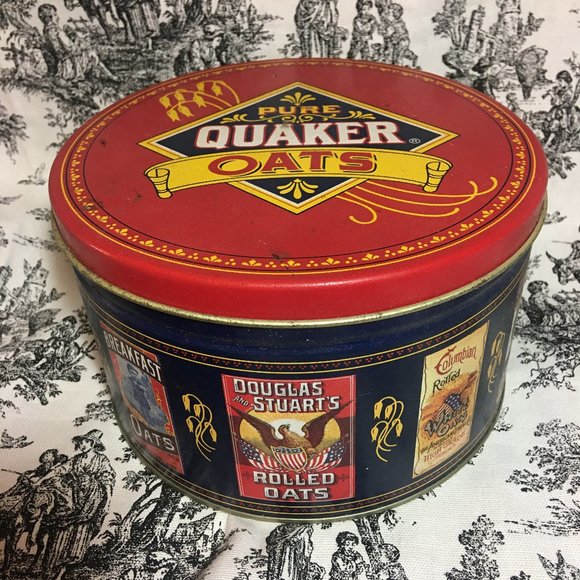 PURE
QUAKER®
OATS
BREAKFAST
OATS
DOUGLAS
AND STUART'S
ROLLED
OATS
Columbian
Rolled